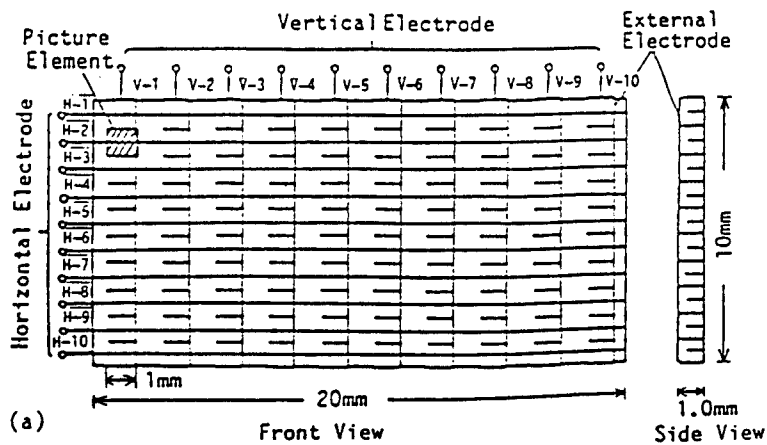 Vertical Electrode
External
Electrode
Picture
Element
V-1 V-2 V-3 V-4 V-5 V-6 V-7 V-8 V-9 V-10
Horizontal Electrode
H-1
H-2
H-3
H-4
H-5
H-6
H-7
H-8
H-9
H-10
10mm
1mm
20mm
1.0mm
(a)
Front View
Side View